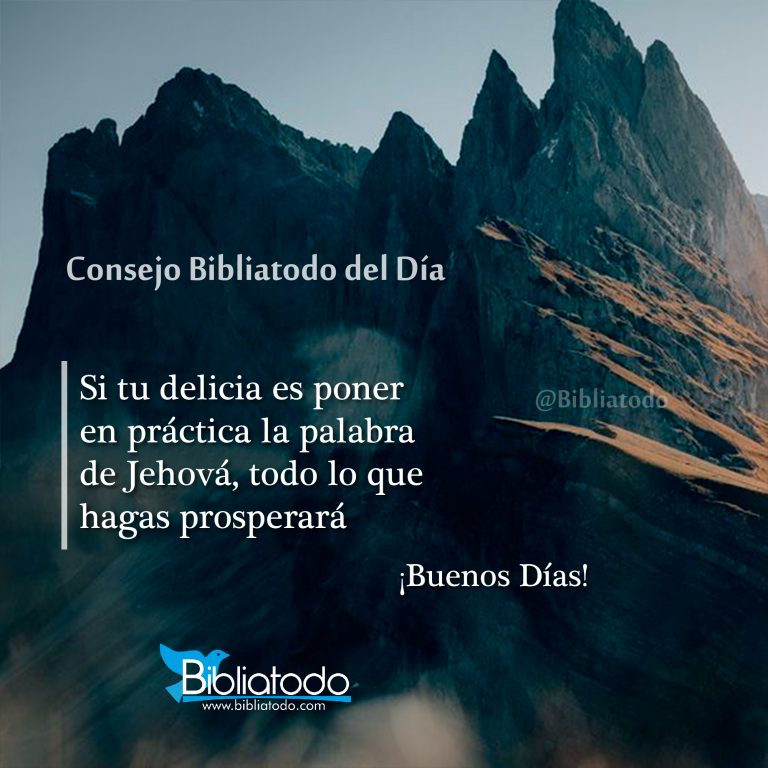 Consejo Bibliatodo del Día
Si tu delicia es poner
en práctica la palabra
@Bibliatodo
de Jehová, todo lo que
hagas prosperará
¡Buenos Días!
Bibliatodo
www.bibliatodo.com